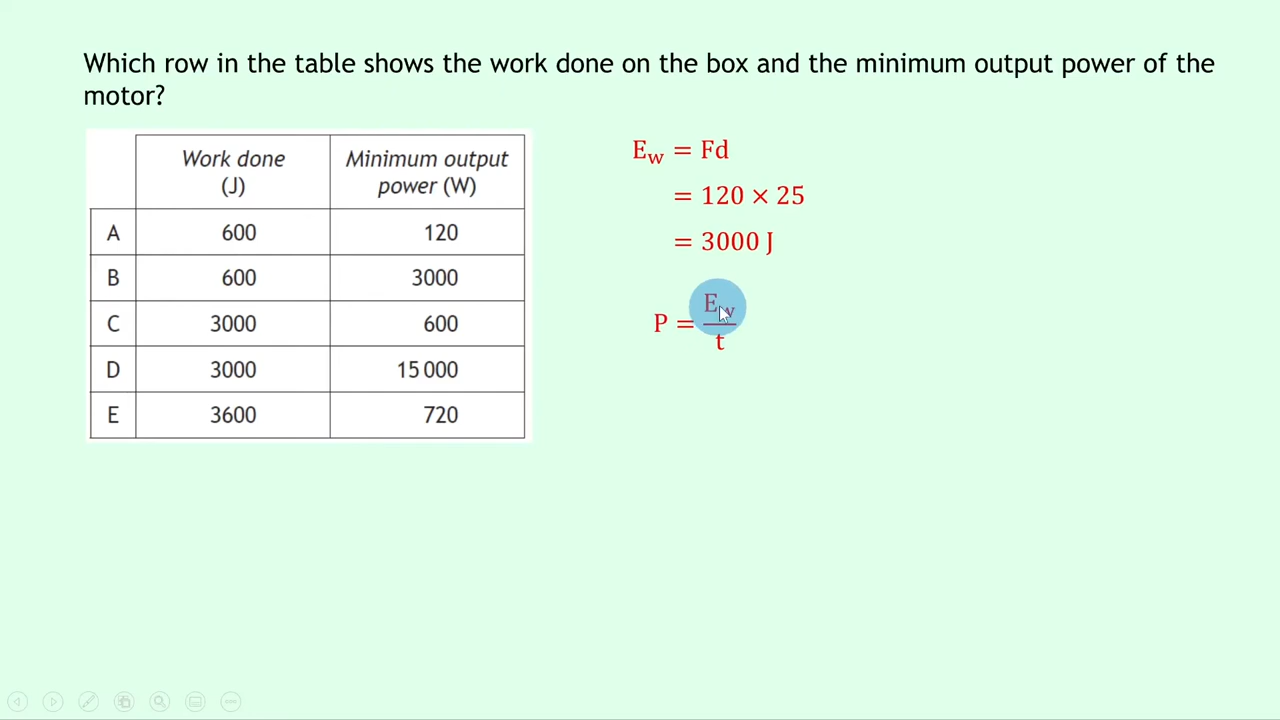 Which row in the table shows the work done on the box and the minimum output power of the
motor?
Work done
(J)
Minimum output
power (W)
A 600 120
B 600 3000
C 3000 600
D 3000 15 000
E 3600 720
E_w = Fd
= 120 × 25
= 3000 J
P = E_w / t